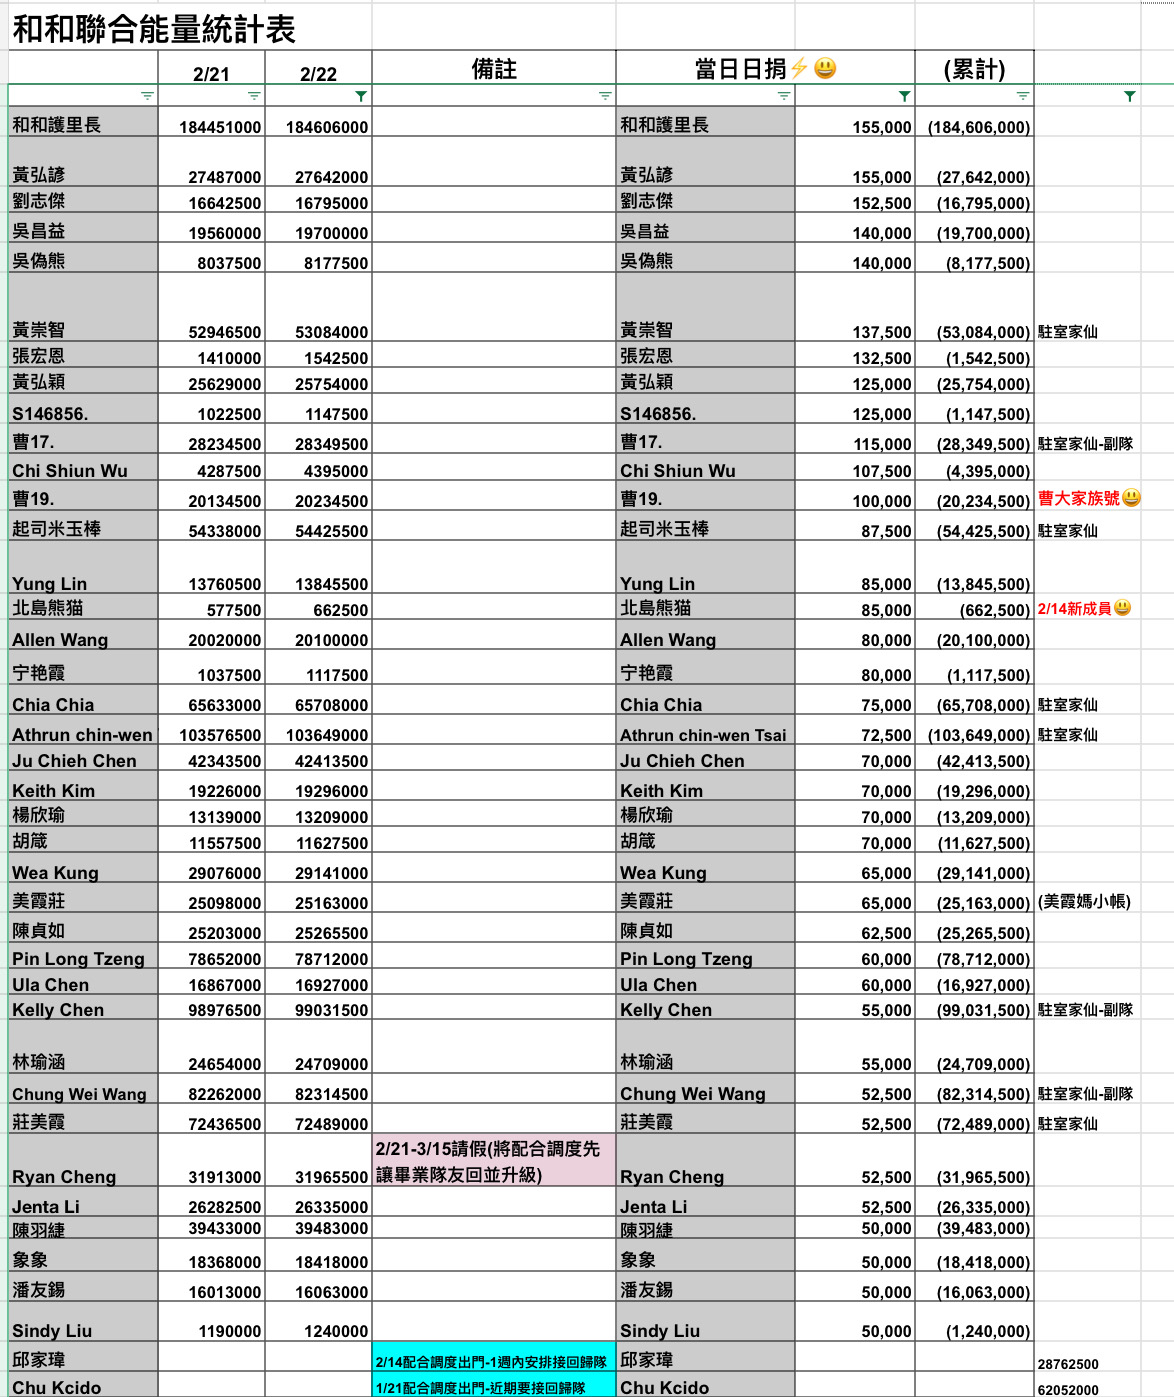 和和聯合能量統計表
2/21 2/22 備註 當日日捐⚡😃 (累計)
和和護里長 184451000 184606000 和和護里長 155,000 (184,606,000)
黃弘諺 27487000 27642000 黃弘諺 155,000 (27,642,000)
劉志傑 16642500 16795000 劉志傑 152,500 (16,795,000)
吳昌益 19560000 19700000 吳昌益 140,000 (19,700,000)
吳偽熊 8037500 8177500 吳偽熊 140,000 (8,177,500)
黃崇智 52946500 53084000 黃崇智 137,500 (53,084,000) 駐室家仙
張宏恩 1410000 1542500 張宏恩 132,500 (1,542,500)
黃弘穎 25629000 25754000 黃弘穎 125,000 (25,754,000)
S146856. 1022500 1147500 S146856. 125,000 (1,147,500)
曹17. 28234500 28349500 曹17. 115,000 (28,349,500) 駐室家仙-副隊
Chi Shiun Wu 4287500 4395000 Chi Shiun Wu 107,500 (4,395,000)
曹19. 20134500 20234500 曹19. 100,000 (20,234,500) 曹大家族號😃
起司米玉棒 54338000 54425500 起司米玉棒 87,500 (54,425,500) 駐室家仙
Yung Lin 13760500 13845500 Yung Lin 85,000 (13,845,500)
北島熊猫 577500 662500 北島熊猫 85,000 (662,500) 2/14新成員😃
Allen Wang 20020000 20100000 Allen Wang 80,000 (20,100,000)
宁艳霞 1037500 1117500 宁艳霞 80,000 (1,117,500)
Chia Chia 65633000 65708000 Chia Chia 75,000 (65,708,000) 駐室家仙
Athrun chin-wen 103576500 103649000 Athrun chin-wen Tsai 72,500 (103,649,000) 駐室家仙
Ju Chieh Chen 42343500 42413500 Ju Chieh Chen 70,000 (42,413,500)
Keith Kim 19226000 19296000 Keith Kim 70,000 (19,296,000)
楊欣瑜 13139000 13209000 楊欣瑜 70,000 (13,209,000)
胡箴 11557500 11627500 胡箴 70,000 (11,627,500)
Wea Kung 29076000 29141000 Wea Kung 65,000 (29,141,000)
美霞莊 25098000 25163000 美霞莊 65,000 (25,163,000) (美霞媽小帳)
陳貞如 25203000 25265500 陳貞如 62,500 (25,265,500)
Pin Long Tzeng 78652000 78712000 Pin Long Tzeng 60,000 (78,712,000)
Ula Chen 16867000 16927000 Ula Chen 60,000 (16,927,000)
Kelly Chen 98976500 99031500 Kelly Chen 55,000 (99,031,500) 駐室家仙-副隊
林瑜涵 24654000 24709000 林瑜涵 55,000 (24,709,000)
Chung Wei Wang 82262000 82314500 Chung Wei Wang 52,500 (82,314,500) 駐室家仙-副隊
莊美霞 72436500 72489000 莊美霞 52,500 (72,489,000) 駐室家仙
2/21-3/15請假(將配合調度先
Ryan Cheng 31913000 31965500 讓畢業隊友回並升級) Ryan Cheng 52,500 (31,965,500)
Jenta Li 26282500 26335000 Jenta Li 52,500 (26,335,000)
陳羽緁 39433000 39483000 陳羽緁 50,000 (39,483,000)
象象 18368000 18418000 象象 50,000 (18,418,000)
潘友錫 16013000 16063000 潘友錫 50,000 (16,063,000)
Sindy Liu 1190000 1240000 Sindy Liu 50,000 (1,240,000)
邱家瑋 2/14配合調度出門-1週內安排接回歸隊 邱家瑋 28762500
Chu Kcido 1/21配合調度出門-近期要接回歸隊 Chu Kcido 62052000